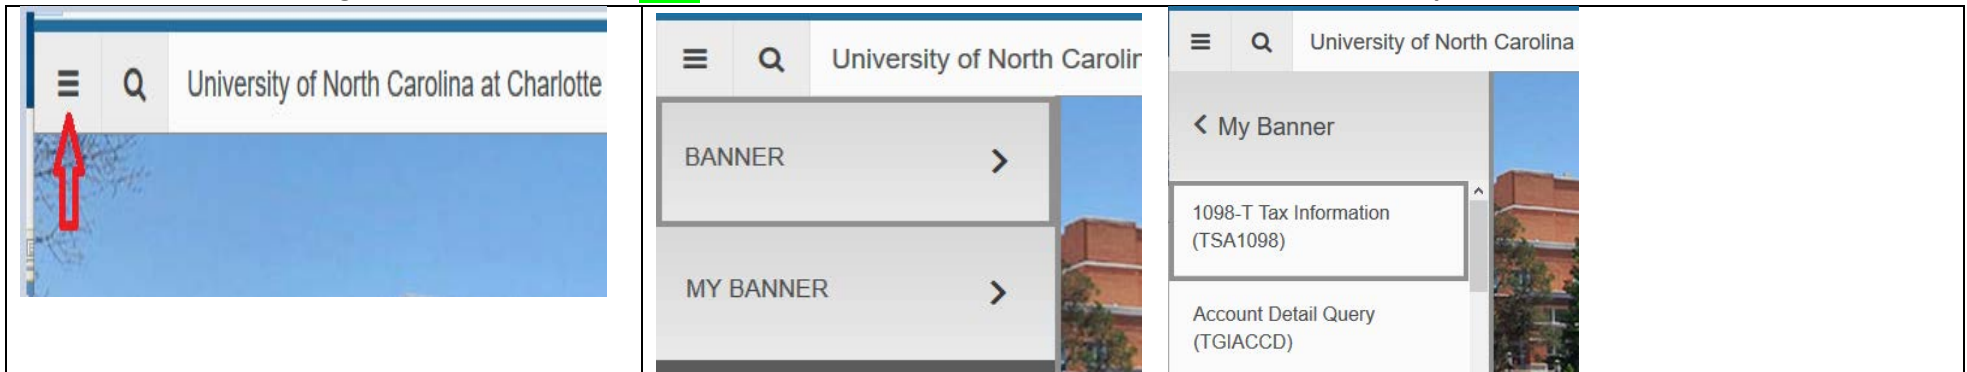 University of North Carolina at Charlotte
University of North Carolin
BANNER
MY BANNER
University of North Carolina
My Banner
1098-T Tax Information
(TSA1098)
Account Detail Query
(TGIACCD)